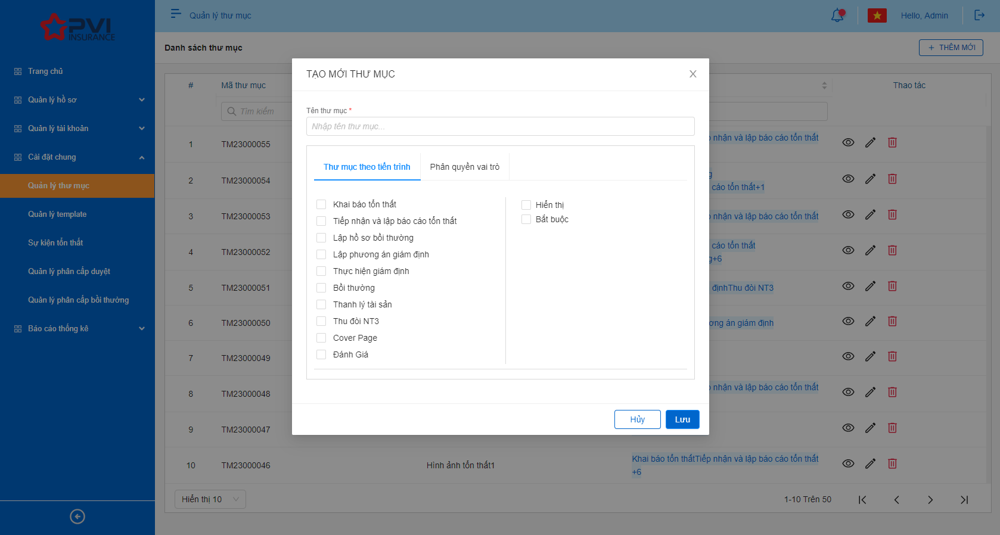 PVI
INSURANCE
Quản lý thư mục
Hello, Admin
Trang chủ
Quản lý hồ sơ
Quản lý tài khoản
Cài đặt chung
Quản lý thư mục
Quản lý template
Sự kiện tổn thất
Quản lý phân cấp duyệt
Quản lý phân cấp bồi thường
Báo cáo thống kê
Danh sách thư mục
+ THÊM MỚI
# Mã thư mục Thao tác
Tìm kiếm
1 TM23000055 nhận và lập báo cáo tổn thất
2 TM23000054
cáo tổn thất+1
3 TM23000053 nhận và lập báo cáo tổn thất
4 TM23000052 cáo tổn thất
+6
5 TM23000051 địnhThu đòi NT3
6 TM23000050 án giám định
7 TM23000049
8 TM23000048 nhận và lập báo cáo tổn thất
9 TM23000047
10 TM23000046 Hình ảnh tổn thất1 Khai báo tổn thấtTiếp nhận và lập báo cáo tổn thất
+6
Hiển thị 10
1-10 Trên 50
TẠO MỚI THƯ MỤC
Tên thư mục *
Nhập tên thư mục...
Thư mục theo tiến trình Phân quyền vai trò
Khai báo tổn thất
Tiếp nhận và lập báo cáo tổn thất
Lập hồ sơ bồi thường
Lập phương án giám định
Thực hiện giám định
Bồi thường
Thanh lý tài sản
Thu đòi NT3
Cover Page
Đánh Giá
Hiển thị
Bắt buộc
Hủy
Lưu